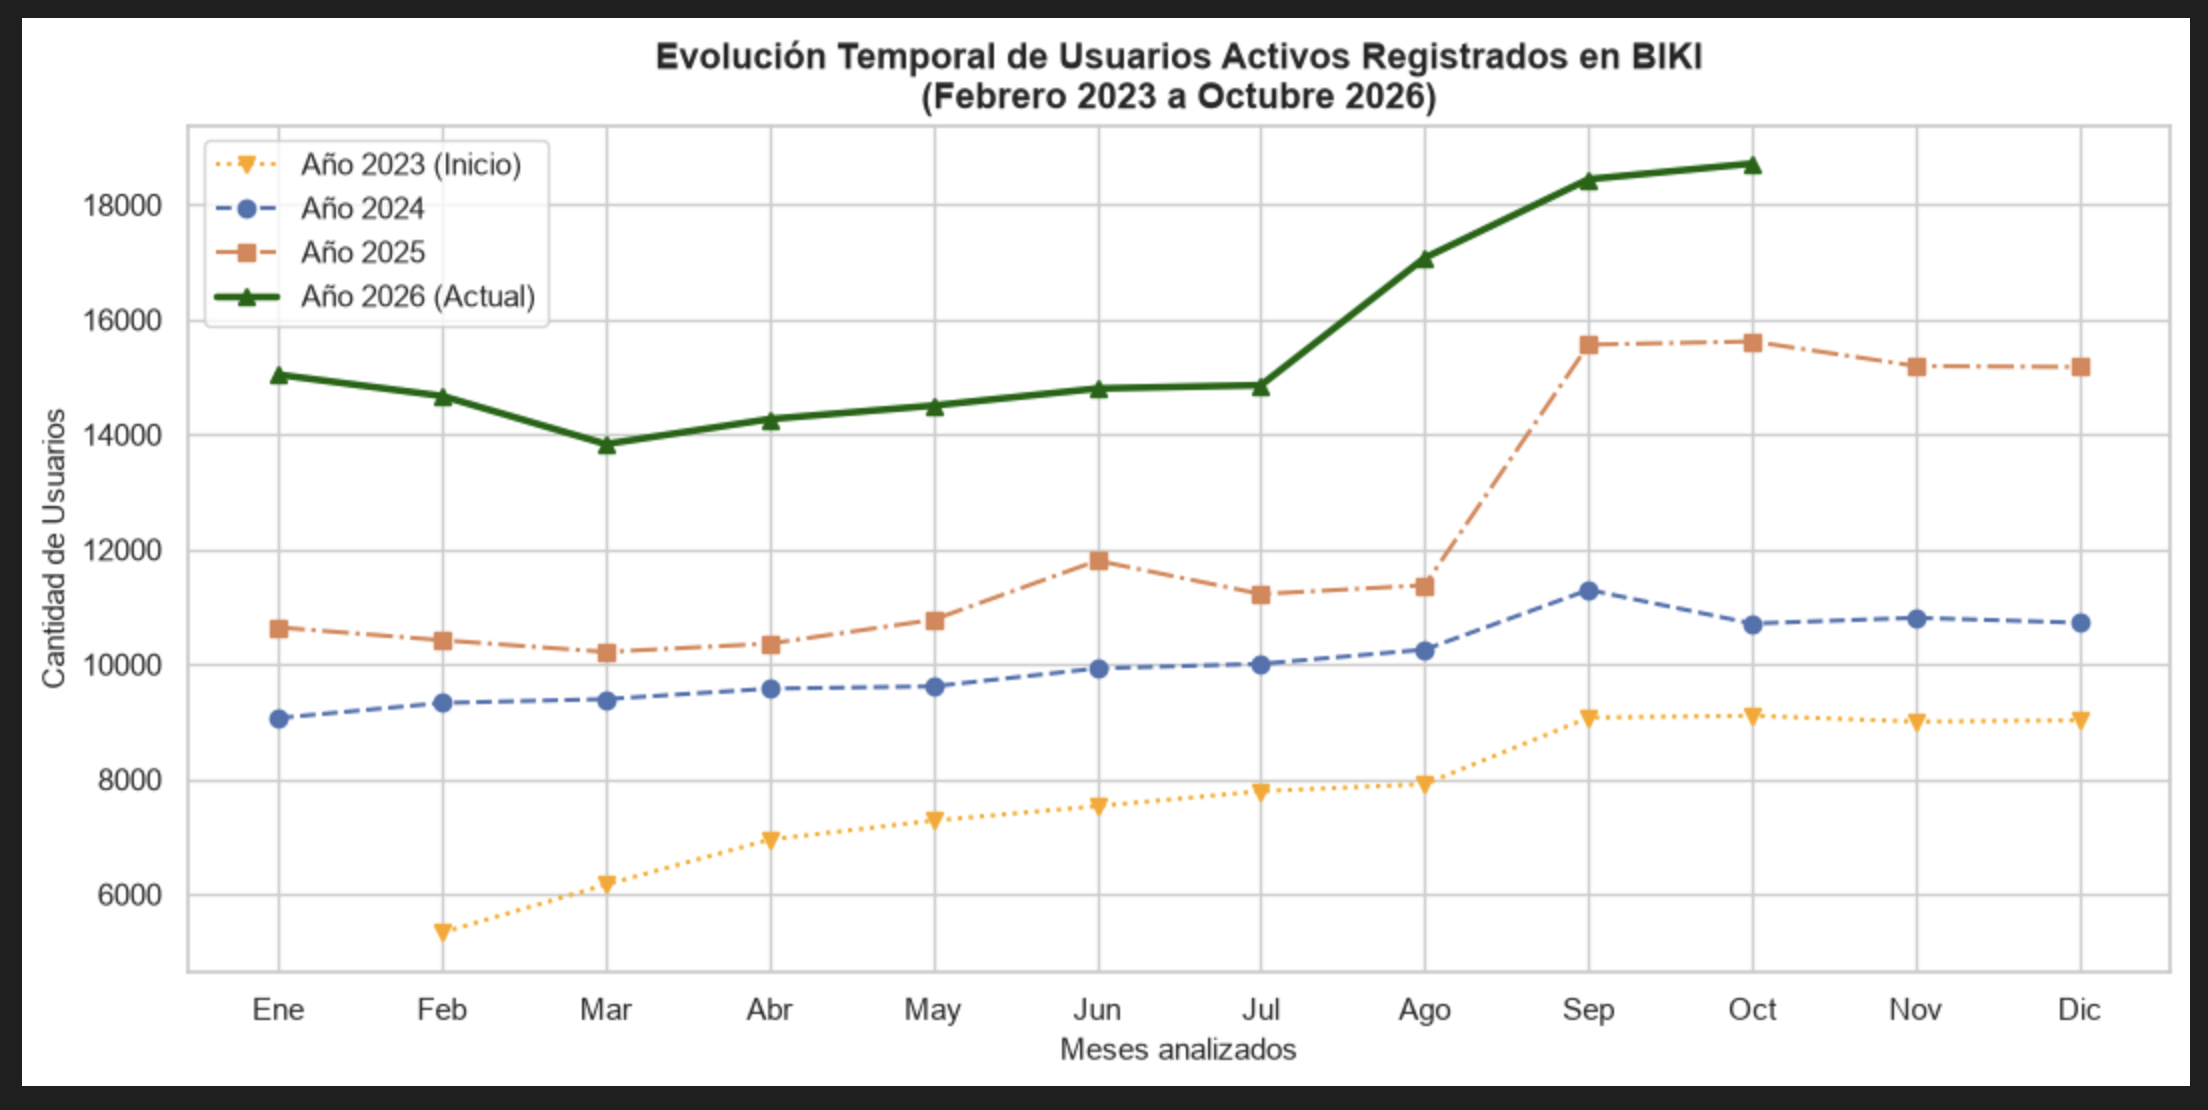 Evolución Temporal de Usuarios Activos Registrados en BIKI
(Febrero 2023 a Octubre 2026)
Año 2023 (Inicio)
Año 2024
Año 2025
Año 2026 (Actual)
Cantidad de Usuarios
18000
16000
14000
12000
10000
8000
6000
Ene Feb Mar Abr May Jun Jul Ago Sep Oct Nov Dic
Meses analizados